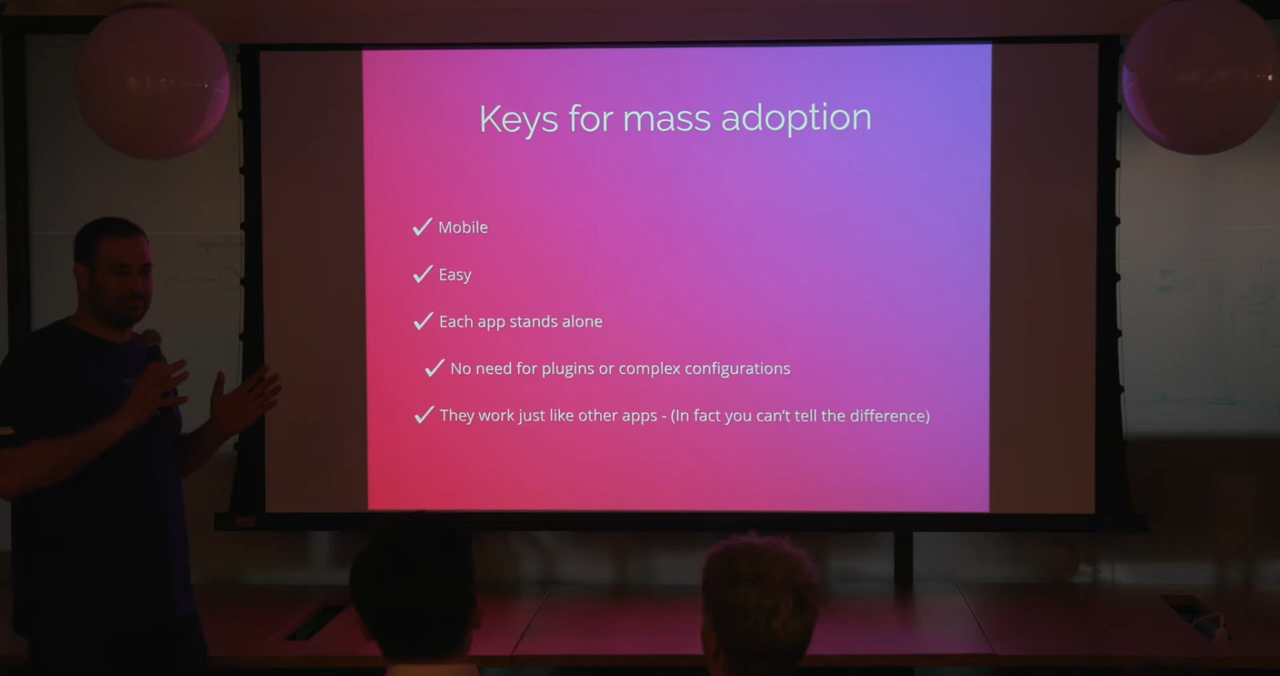 Keys for mass adoption
✓ Mobile
✓ Easy
✓ Each app stands alone
✓ No need for plugins or complex configurations
✓ They work just like other apps - (In fact you can't tell the difference)